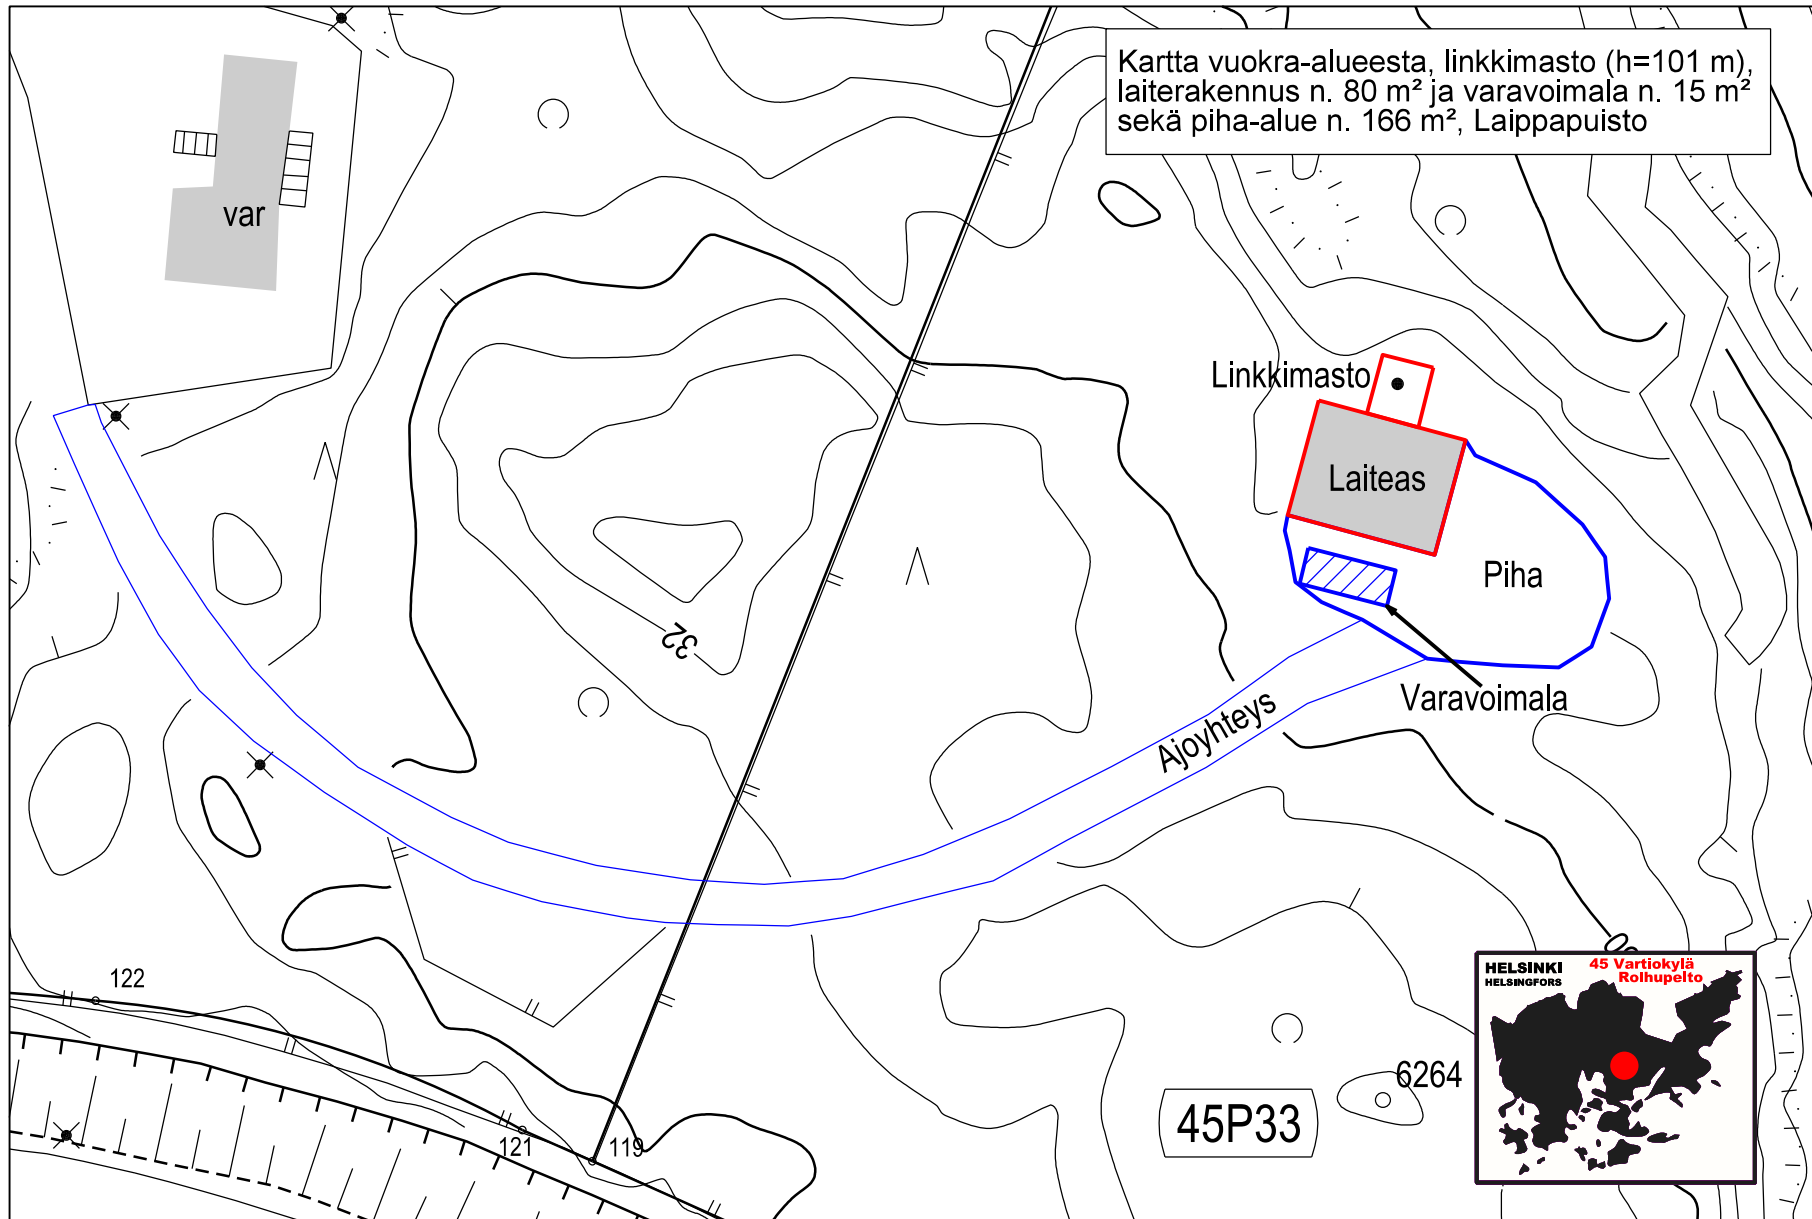 Kartta vuokra-alueesta, linkkimasto (h=101 m),
laiterakennus n. 80 m² ja varavoimala n. 15 m²
sekä piha-alue n. 166 m², Laippapuisto
var
Linkkimasto
Laiteas
Piha
32
Varavoimala
Ajoyhteys
122
121
119
45P33
6264
HELSINKI
HELSINGFORS
45 Vartiokylä
Roihupelto